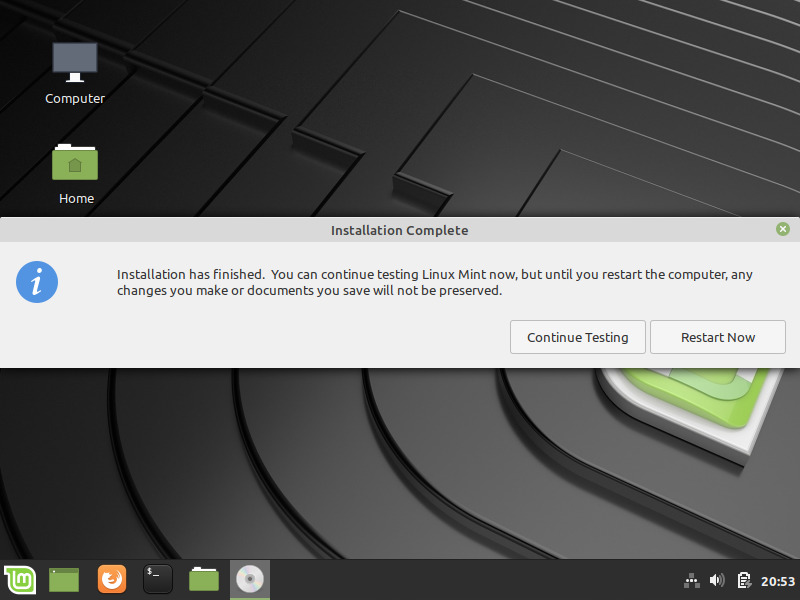 Computer
Home
Installation Complete
Installation has finished.  You can continue testing Linux Mint now, but until you restart the computer, any
changes you make or documents you save will not be preserved.
Continue Testing
Restart Now
$_
20:53